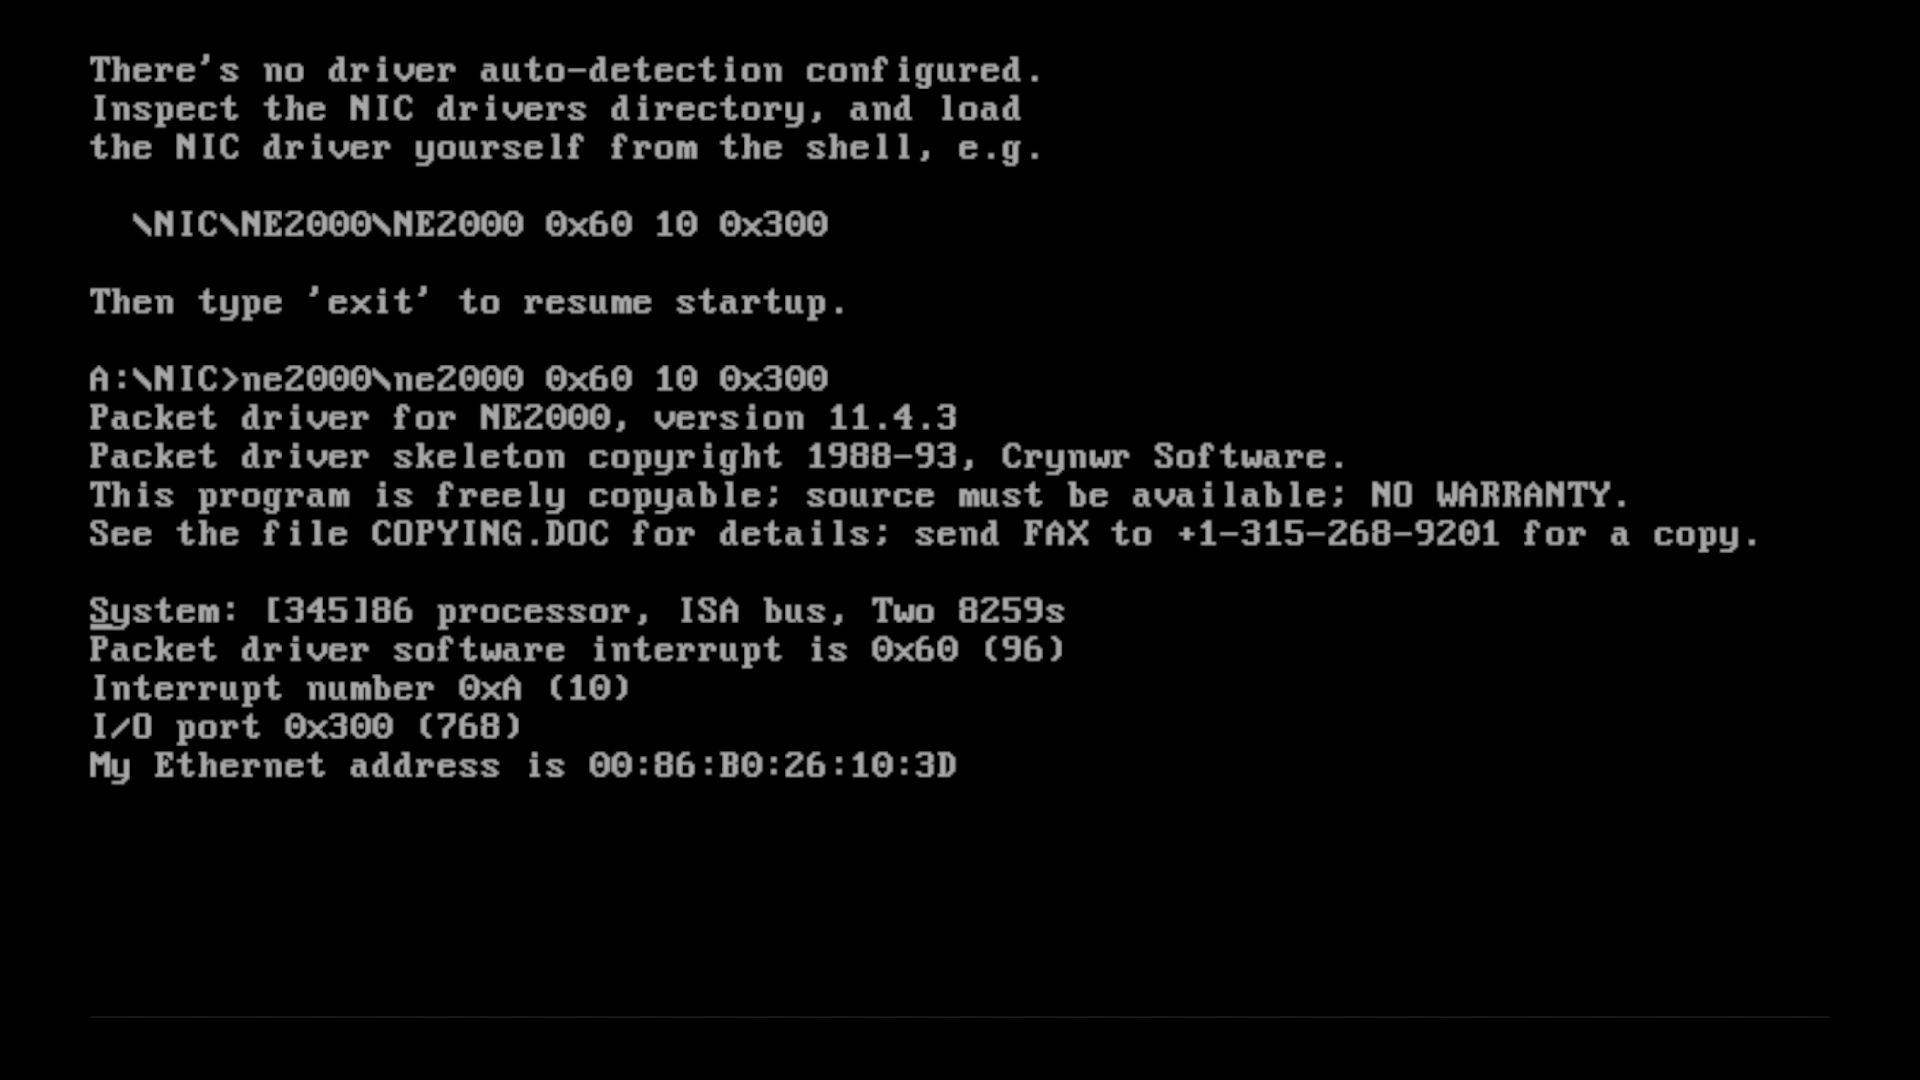 There's no driver auto-detection configured.
Inspect the NIC drivers directory, and load
the NIC driver yourself from the shell, e.g.
\NIC\NE2000\NE2000 0x60 10 0x300
Then type 'exit' to resume startup.
A:\NIC>ne2000\ne2000 0x60 10 0x300
Packet driver for NE2000, version 11.4.3
Packet driver skeleton copyright 1988-93, Crynwr Software.
This program is freely copyable; source must be available; NO WARRANTY.
See the file COPYING.DOC for details; send FAX to +1-315-268-9201 for a copy.
System: [345]86 processor, ISA bus, Two 8259s
Packet driver software interrupt is 0x60 (96)
Interrupt number 0xA (10)
I/O port 0x300 (768)
My Ethernet address is 00:86:B0:26:10:3D